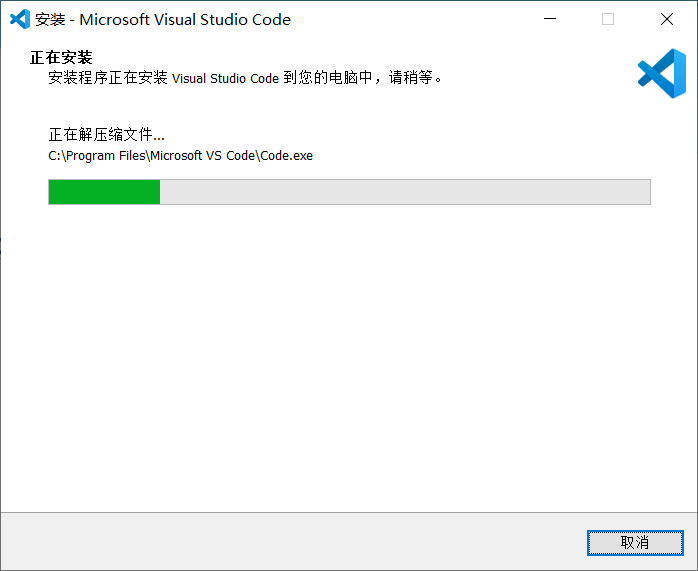 安装 - Microsoft Visual Studio Code
正在安装
安装程序正在安装 Visual Studio Code 到您的电脑中，请稍等。
正在解压缩文件...
C:\Program Files\Microsoft VS Code\Code.exe
取消